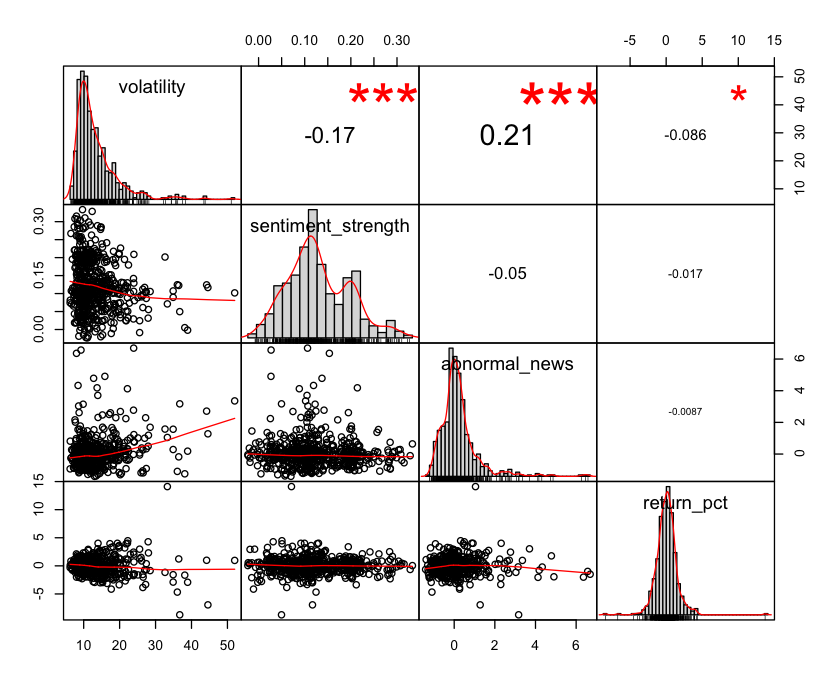 0.00 0.10 0.20 0.30
-5 0 5 10 15
volatility
***
-0.17
***
0.21
*
-0.086
10 20 30 40 50
0.00 0.15 0.30
sentiment_strength
-0.05
-0.017
abnormal_news
-0.0087
0 2 4 6
-5 0 5 10 15
return_pct
10 20 30 40 50
0 2 4 6